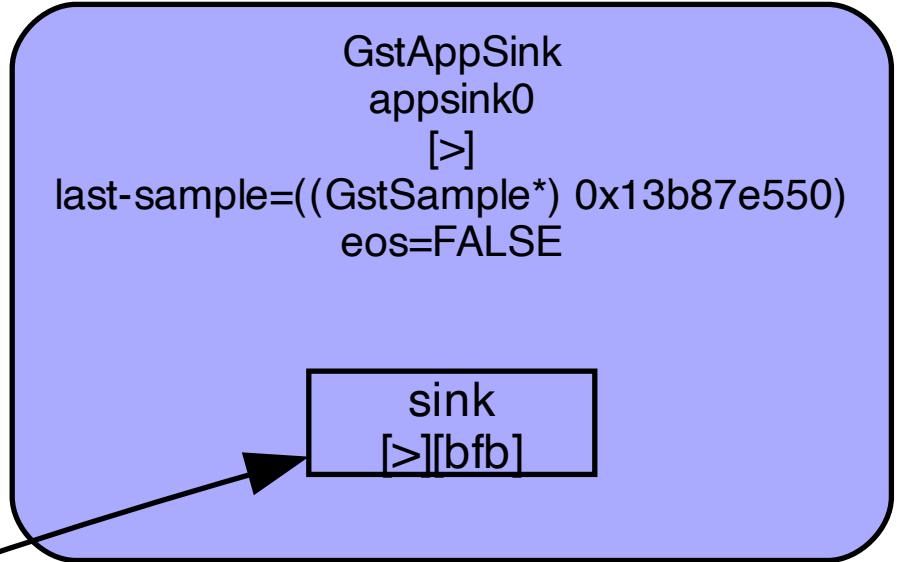 GstAppSink
appsink0
[>]
last-sample=((GstSample*) 0x13b87e550)
eos=FALSE
sink
[>][bfb]